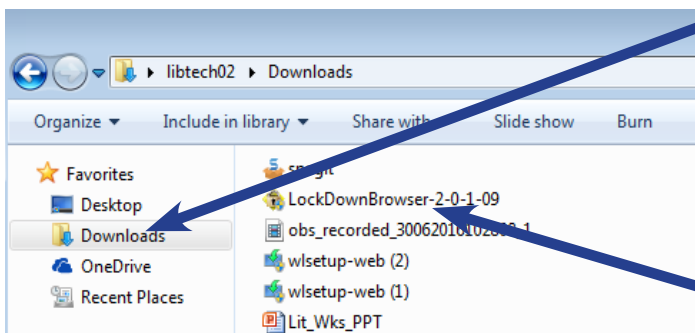 libtech02 Downloads
Organize Include in library Share with Slide show Burn
Favorites
Desktop
Downloads
OneDrive
Recent Places
LockDownBrowser-2-0-1-09
wlsetup-web (2)
wlsetup-web (1)
Lit_Wks_PPT